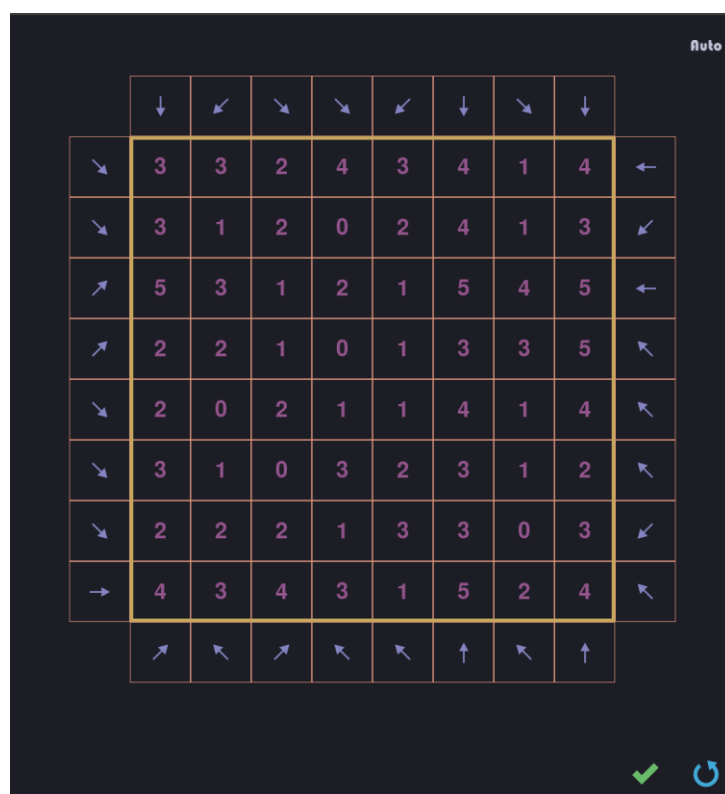 Auto
↓ ↙ ↘ ↘ ↙ ↓ ↘ ↓
↘ 3 3 2 4 3 4 1 4 ←
↘ 3 1 2 0 2 4 1 3 ↙
↗ 5 3 1 2 1 5 4 5 ←
↗ 2 2 1 0 1 3 3 5 ↖
↘ 2 0 2 1 1 4 1 4 ↖
↘ 3 1 0 3 2 3 1 2 ↖
↘ 2 2 2 1 3 3 0 3 ↙
→ 4 3 4 3 1 5 2 4 ↖
↗ ↖ ↗ ↖ ↖ ↑ ↖ ↑